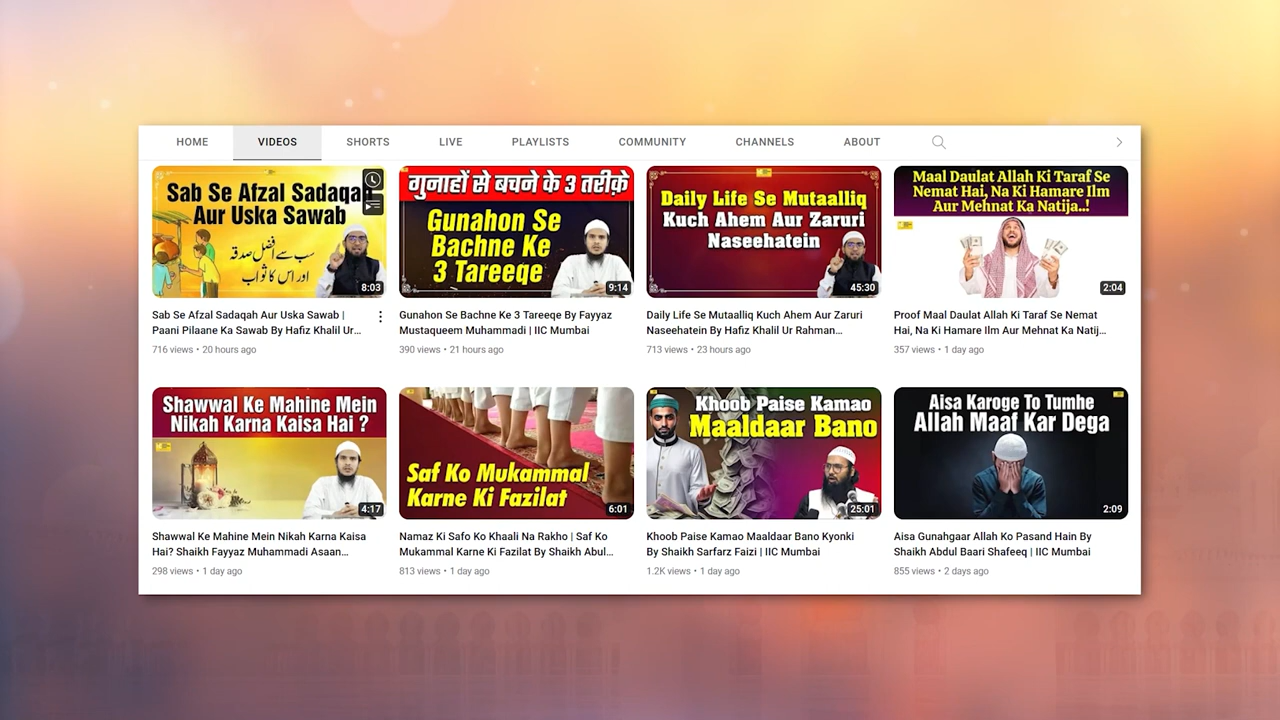 HOME VIDEOS SHORTS LIVE PLAYLISTS COMMUNITY CHANNELS ABOUT
Sab Se Afzal Sadaqah
Aur Uska Sawab
سب سے افضل صدقہ
اور اس کا ثواب
8:03
गुनाहों से बचने के 3 तरीक़े
Gunahon Se
Bachne Ke
3 Tareeqe
9:14
Daily Life Se Mutaalliq
Kuch Ahem Aur Zaruri
Naseehatein
45:30
Maal Daulat Allah Ki Taraf Se
Nemat Hai, Na Ki Hamare Ilm
Aur Mehnat Ka Natija..!
2:04
Sab Se Afzal Sadaqah Aur Uska Sawab |
Paani Pilaane Ka Sawab By Hafiz Khalil Ur...
716 views • 20 hours ago
Gunahon Se Bachne Ke 3 Tareeqe By Fayyaz
Mustaqueem Muhammadi | IIC Mumbai
390 views • 21 hours ago
Daily Life Se Mutaalliq Kuch Ahem Aur Zaruri
Naseehatein By Hafiz Khalil Ur Rahman...
713 views • 23 hours ago
Proof Maal Daulat Allah Ki Taraf Se Nemat
Hai, Na Ki Hamare Ilm Aur Mehnat Ka Natij...
357 views • 1 day ago
Shawwal Ke Mahine Mein
Nikah Karna Kaisa Hai ?
4:17
Saf Ko Mukammal
Karne Ki Fazilat
6:01
Khoob Paise Kamao
Maaldaar Bano
25:01
Aisa Karoge To Tumhe
Allah Maaf Kar Dega
2:09
Shawwal Ke Mahine Mein Nikah Karna Kaisa
Hai? Shaikh Fayyaz Muhammadi Asaan...
298 views • 1 day ago
Namaz Ki Safo Ko Khaali Na Rakho | Saf Ko
Mukammal Karne Ki Fazilat By Shaikh Abul...
813 views • 1 day ago
Khoob Paise Kamao Maaldaar Bano Kyonki
By Shaikh Sarfarz Faizi | IIC Mumbai
1.2K views • 1 day ago
Aisa Gunahgaar Allah Ko Pasand Hain By
Shaikh Abdul Baari Shafeeq | IIC Mumbai
855 views • 2 days ago